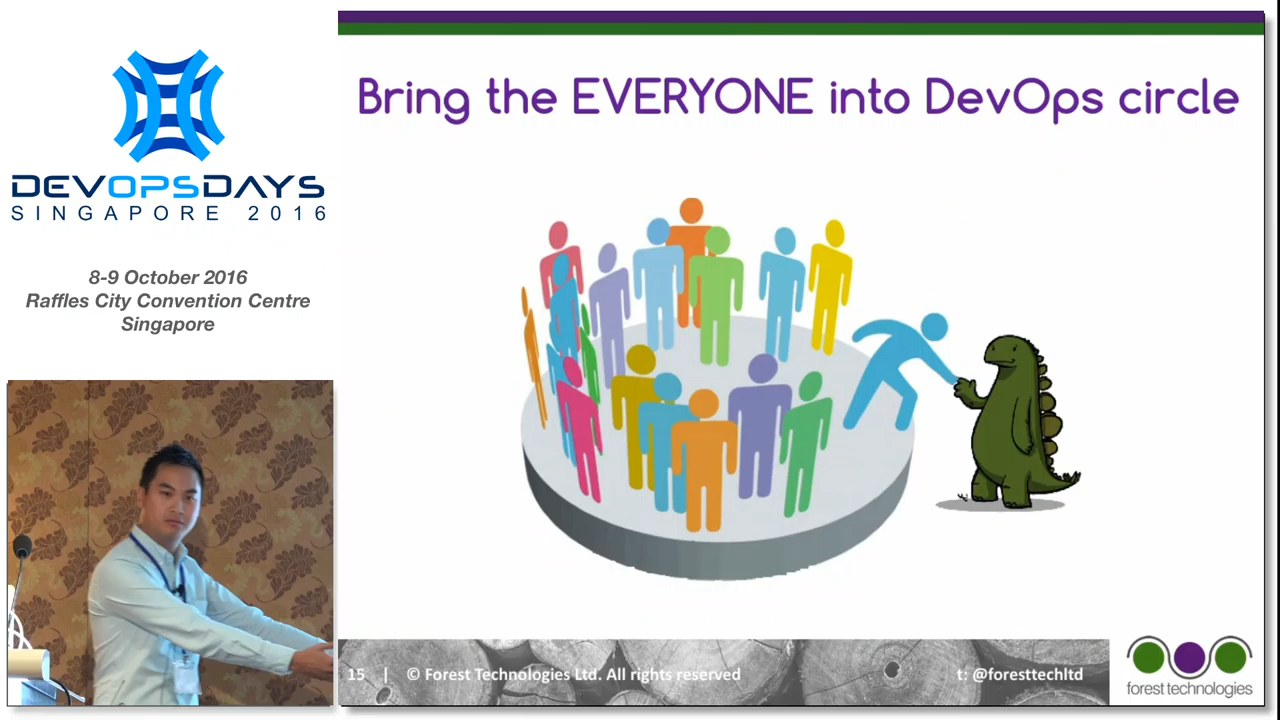 DEVOPSDAYS
SINGAPORE 2016
8-9 October 2016
Raffles City Convention Centre
Singapore
Bring the EVERYONE into DevOps circle
15 | © Forest Technologies Ltd. All rights reserved
t: @foresttechltd
forest technologies